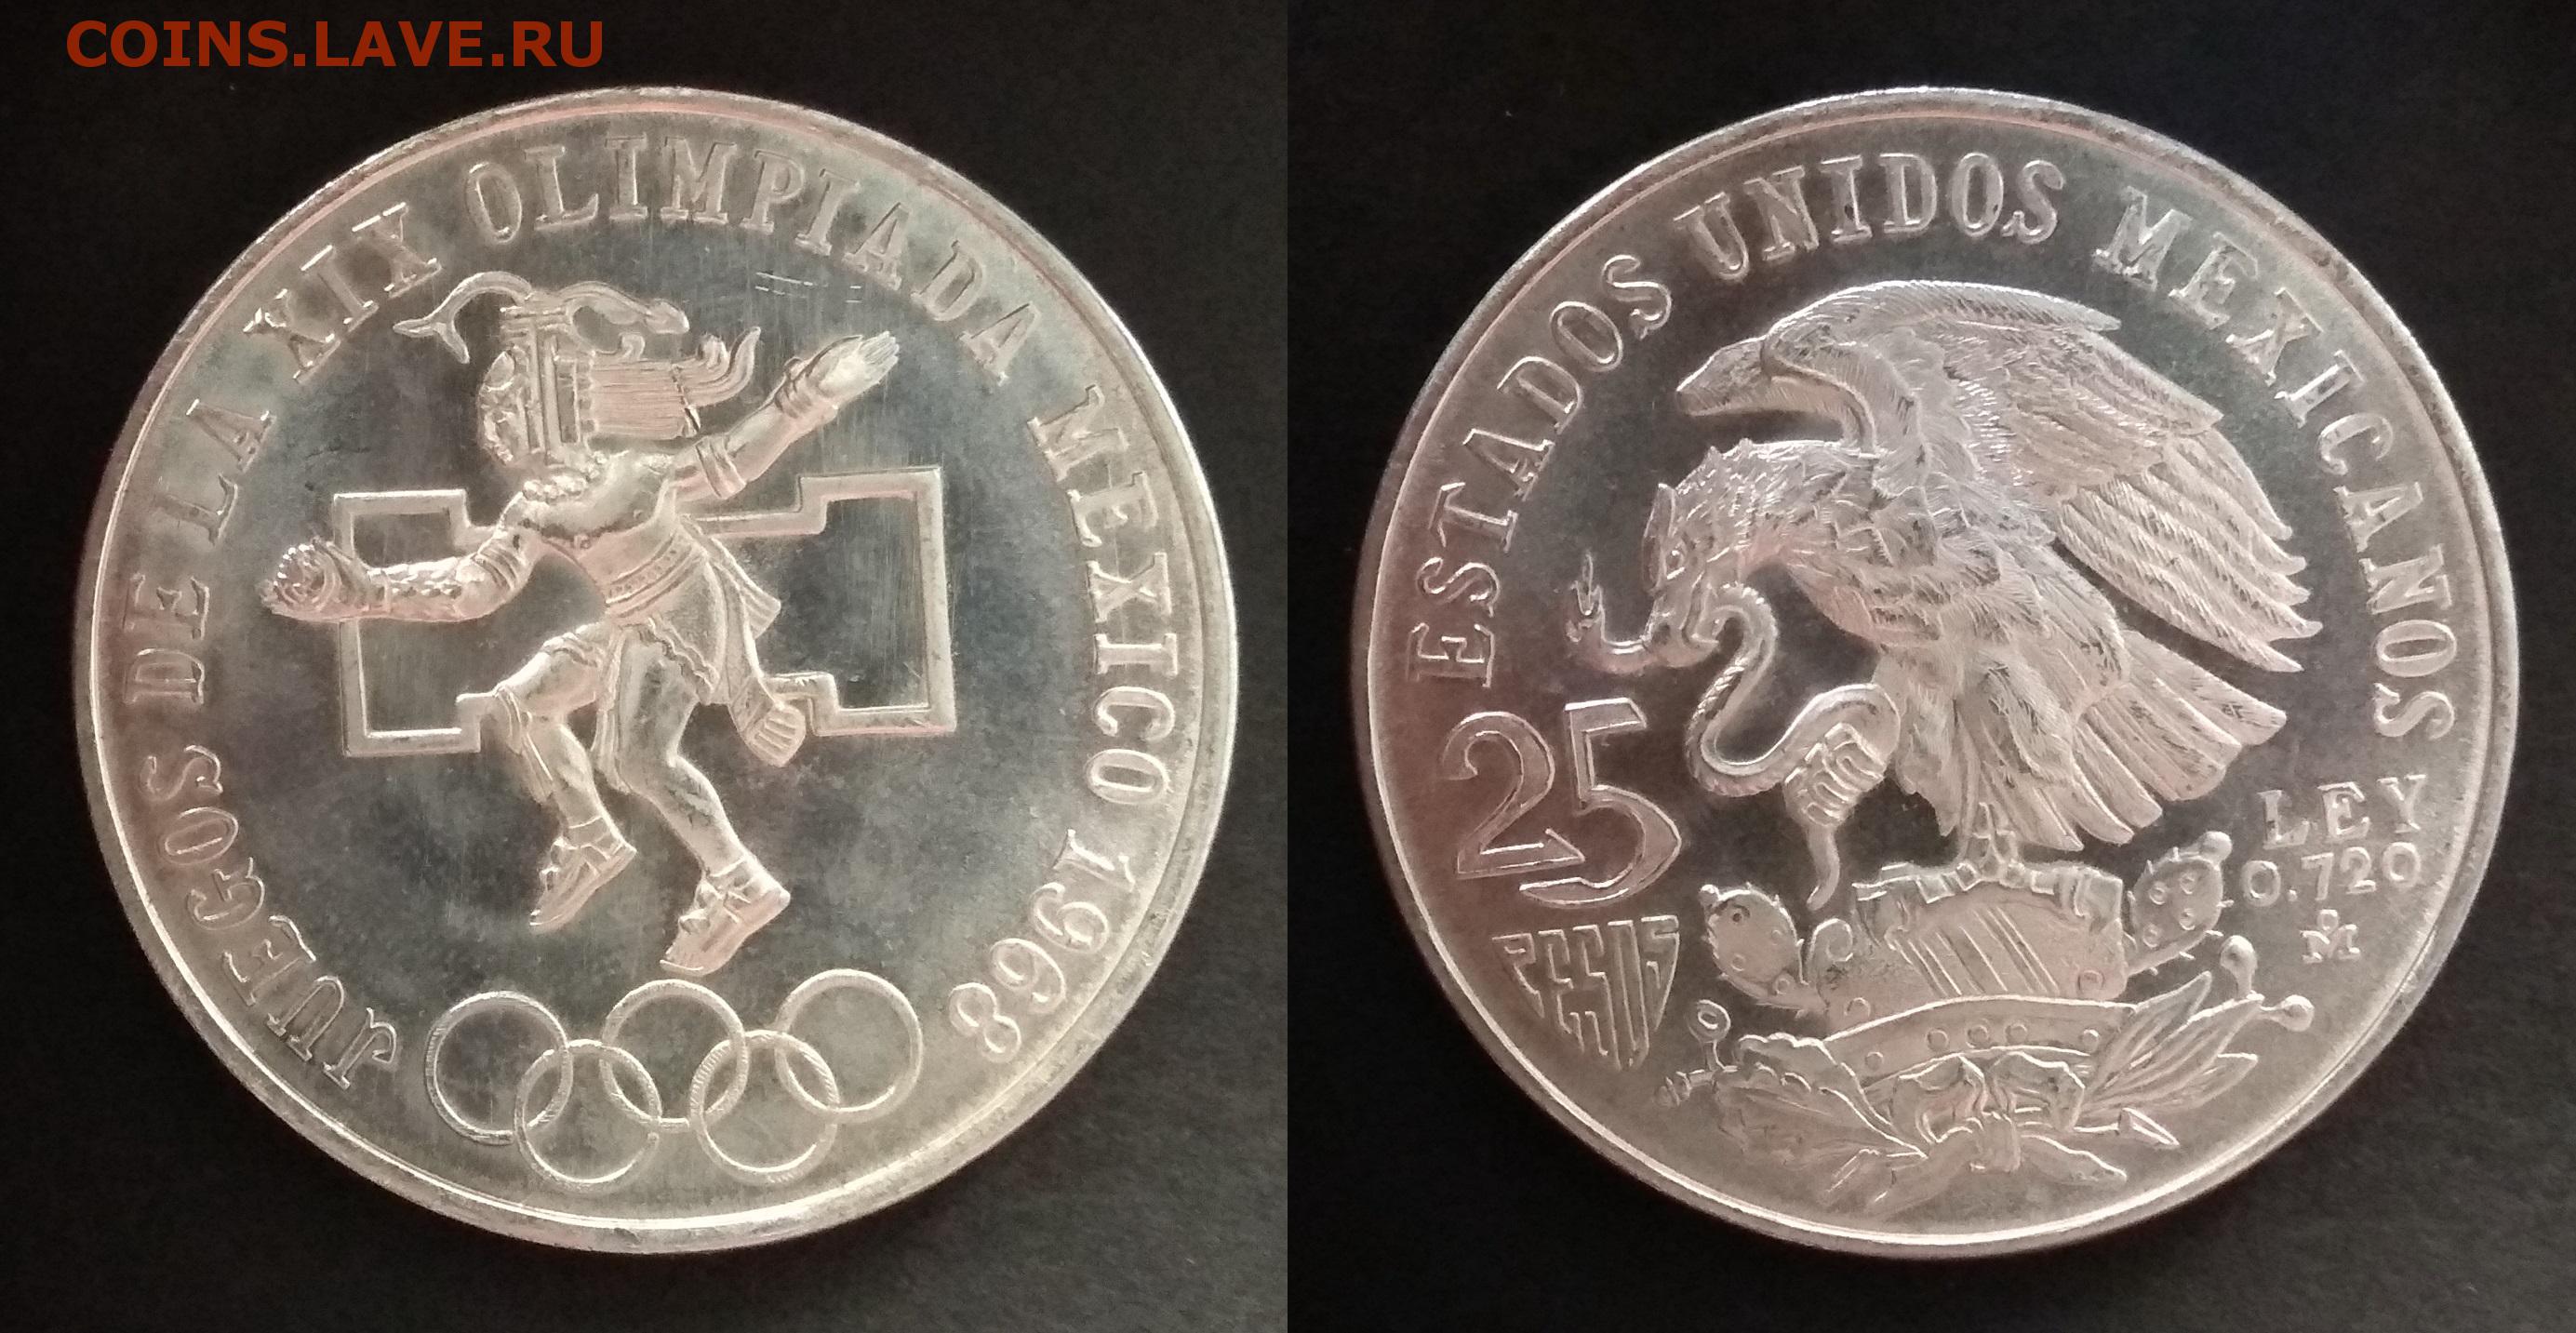 COINS.LAVE.RU
JUEGOS DE LA XIX OLIMPIADA MEXICO 1968
ESTADOS UNIDOS MEXICANOS
25
PESOS
LEY
0.720
M̊